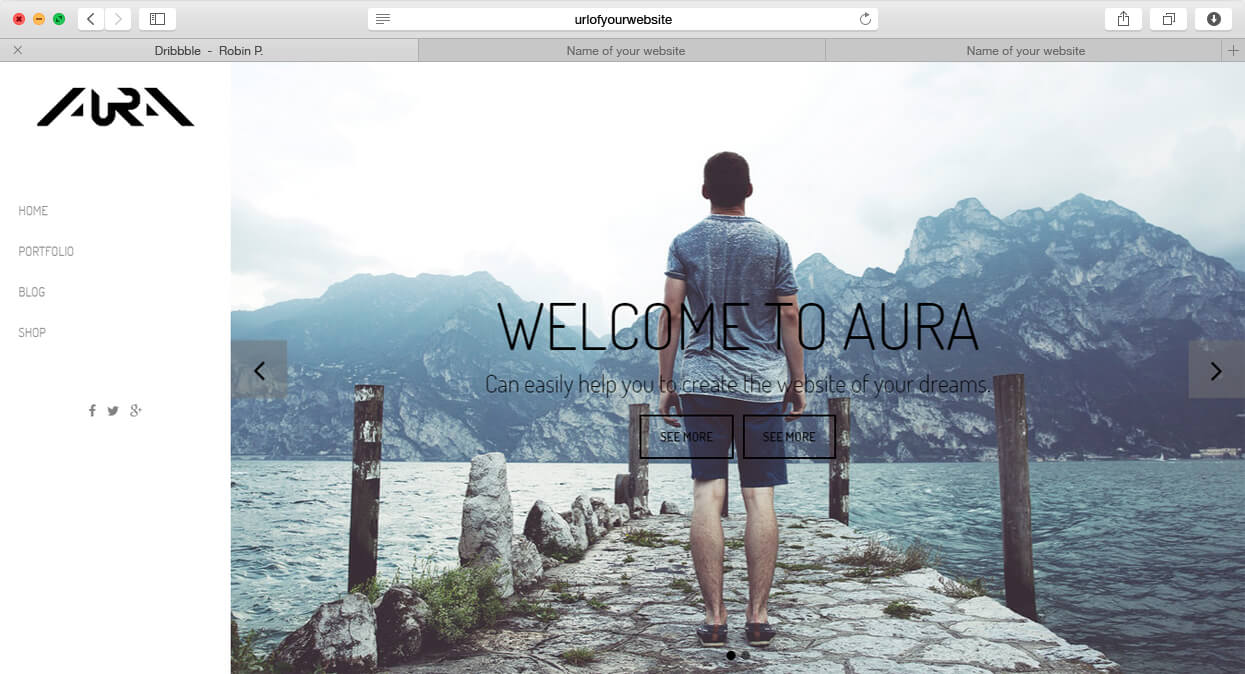 urlofyourwebsite
Dribbble - Robin P.
Name of your website
Name of your website
AURA
HOME
PORTFOLIO
BLOG
SHOP
WELCOME TO AURA
Can easily help you to create the website of your dreams.
SEE MORE
SEE MORE